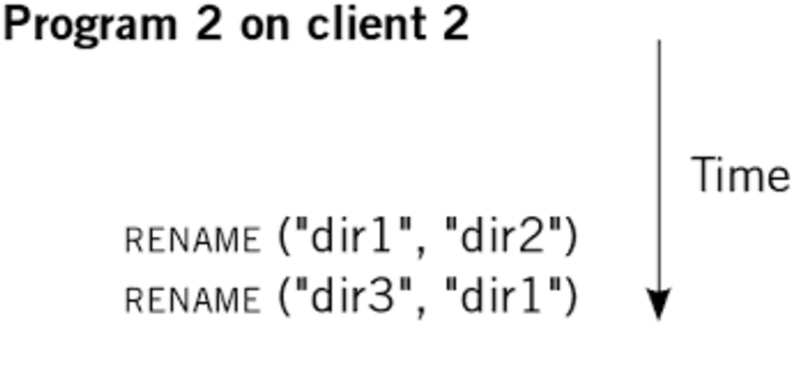 Program 2 on client 2
Time
RENAME ("dir1", "dir2")
RENAME ("dir3", "dir1")